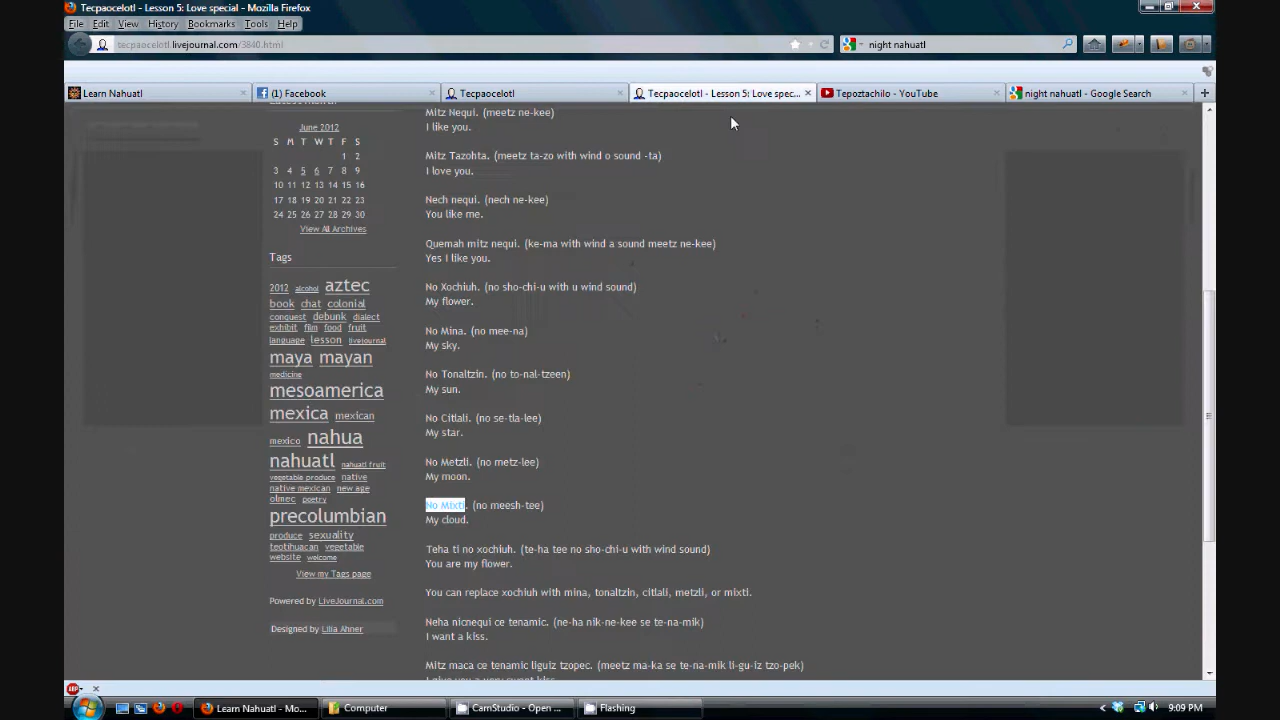 Tecpaocelotl - Lesson 5: Love special - Mozilla Firefox
File Edit View History Bookmarks Tools Help
tecpaocelotl.livejournal.com/3840.html
night nahuatl
Learn Nahuatl
(1) Facebook
Tecpaocelotl
Tecpaocelotl - Lesson 5: Love spec...
Tepoztachilo - YouTube
night nahuatl - Google Search
June 2012
S M T W T F S
1 2
3 4 5 6 7 8 9
10 11 12 13 14 15 16
17 18 19 20 21 22 23
24 25 26 27 28 29 30
View All Archives
Tags
2012 alcohol aztec
book chat colonial
conquest debunk dialect
exhibit film food fruit
language lesson livejournal
maya mayan
medicine
mesoamerica
mexica mexican
mexico nahua
nahuatl nahuatl fruit
vegetable produce native
native mexican new age
olmec poetry
precolumbian
produce sexuality
teotihuacan vegetable
website welcome
View my Tags page
Powered by LiveJournal.com
Designed by Lilia Ahner
Mitz Nequi. (meetz ne-kee)
I like you.
Mitz Tazohta. (meetz ta-zo with wind o sound -ta)
I love you.
Nech nequi. (nech ne-kee)
You like me.
Quemah mitz nequi. (ke-ma with wind a sound meetz ne-kee)
Yes I like you.
No Xochiuh. (no sho-chi-u with u wind sound)
My flower.
No Mina. (no mee-na)
My sky.
No Tonaltzin. (no to-nal-tzeen)
My sun.
No Citlali. (no se-tla-lee)
My star.
No Metzli. (no metz-lee)
My moon.
No Mixti. (no meesh-tee)
My cloud.
Teha ti no xochiuh. (te-ha tee no sho-chi-u with wind sound)
You are my flower.
You can replace xochiuh with mina, tonaltzin, citlali, metzli, or mixti.
Neha nicnequi ce tenamic. (ne-ha nik-ne-kee se te-na-mik)
I want a kiss.
Mitz maca ce tenamic liguiz tzopec. (meetz ma-ka se te-na-mik li-gu-iz tzo-pek)
Learn Nahuatl - Mo...
Computer
CamStudio - Open ...
Flashing
9:09 PM